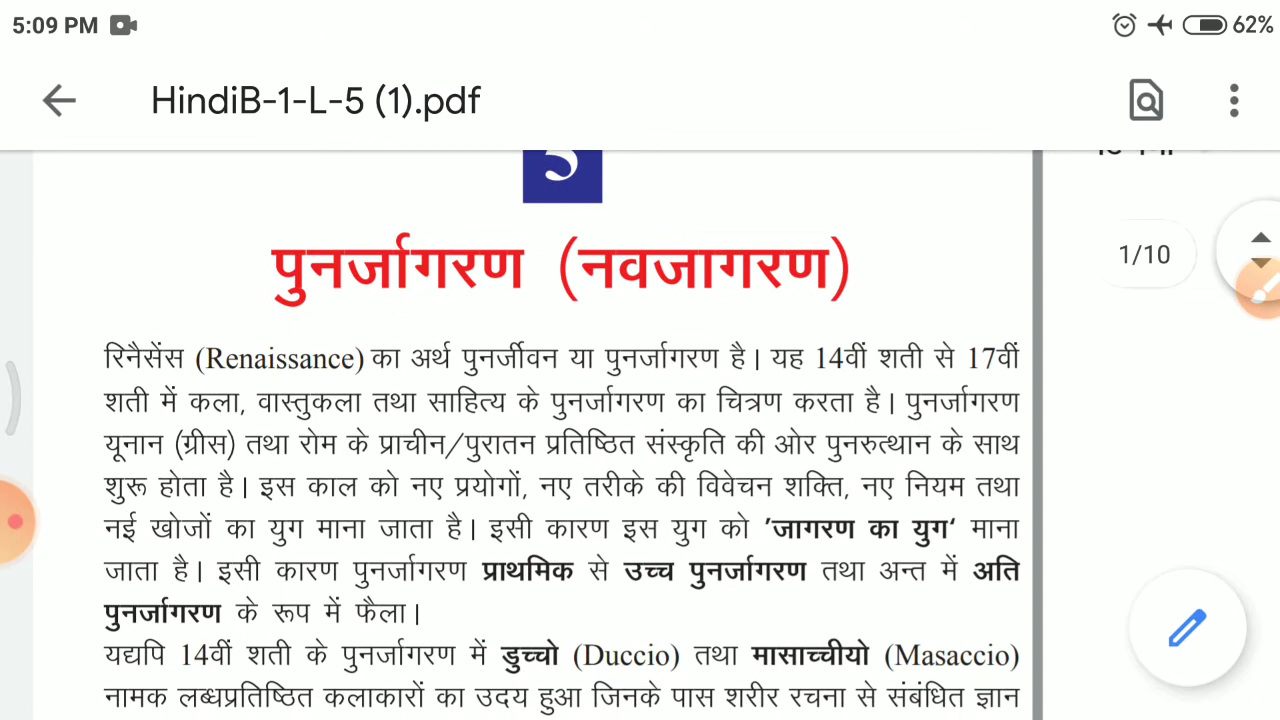 5:09 PM
62%
HindiB-1-L-5 (1).pdf
5
1/10
पुनर्जागरण (नवजागरण)
रिनैसेंस (Renaissance) का अर्थ पुनर्जीवन या पुनर्जागरण है। यह 14वीं शती से 17वीं
शती में कला, वास्तुकला तथा साहित्य के पुनर्जागरण का चित्रण करता है। पुनर्जागरण
यूनान (ग्रीस) तथा रोम के प्राचीन/पुरातन प्रतिष्ठित संस्कृति की ओर पुनरुत्थान के साथ
शुरू होता है। इस काल को नए प्रयोगों, नए तरीके की विवेचन शक्ति, नए नियम तथा
नई खोजों का युग माना जाता है। इसी कारण इस युग को ’जागरण का युग‘ माना
जाता है। इसी कारण पुनर्जागरण प्राथमिक से उच्च पुनर्जागरण तथा अन्त में अति
पुनर्जागरण के रूप में फैला।
यद्यपि 14वीं शती के पुनर्जागरण में डुच्चो (Duccio) तथा मासाच्चीयो (Masaccio)
नामक लब्धप्रतिष्ठित कलाकारों का उदय हुआ जिनके पास शरीर रचना से संबंधित ज्ञान